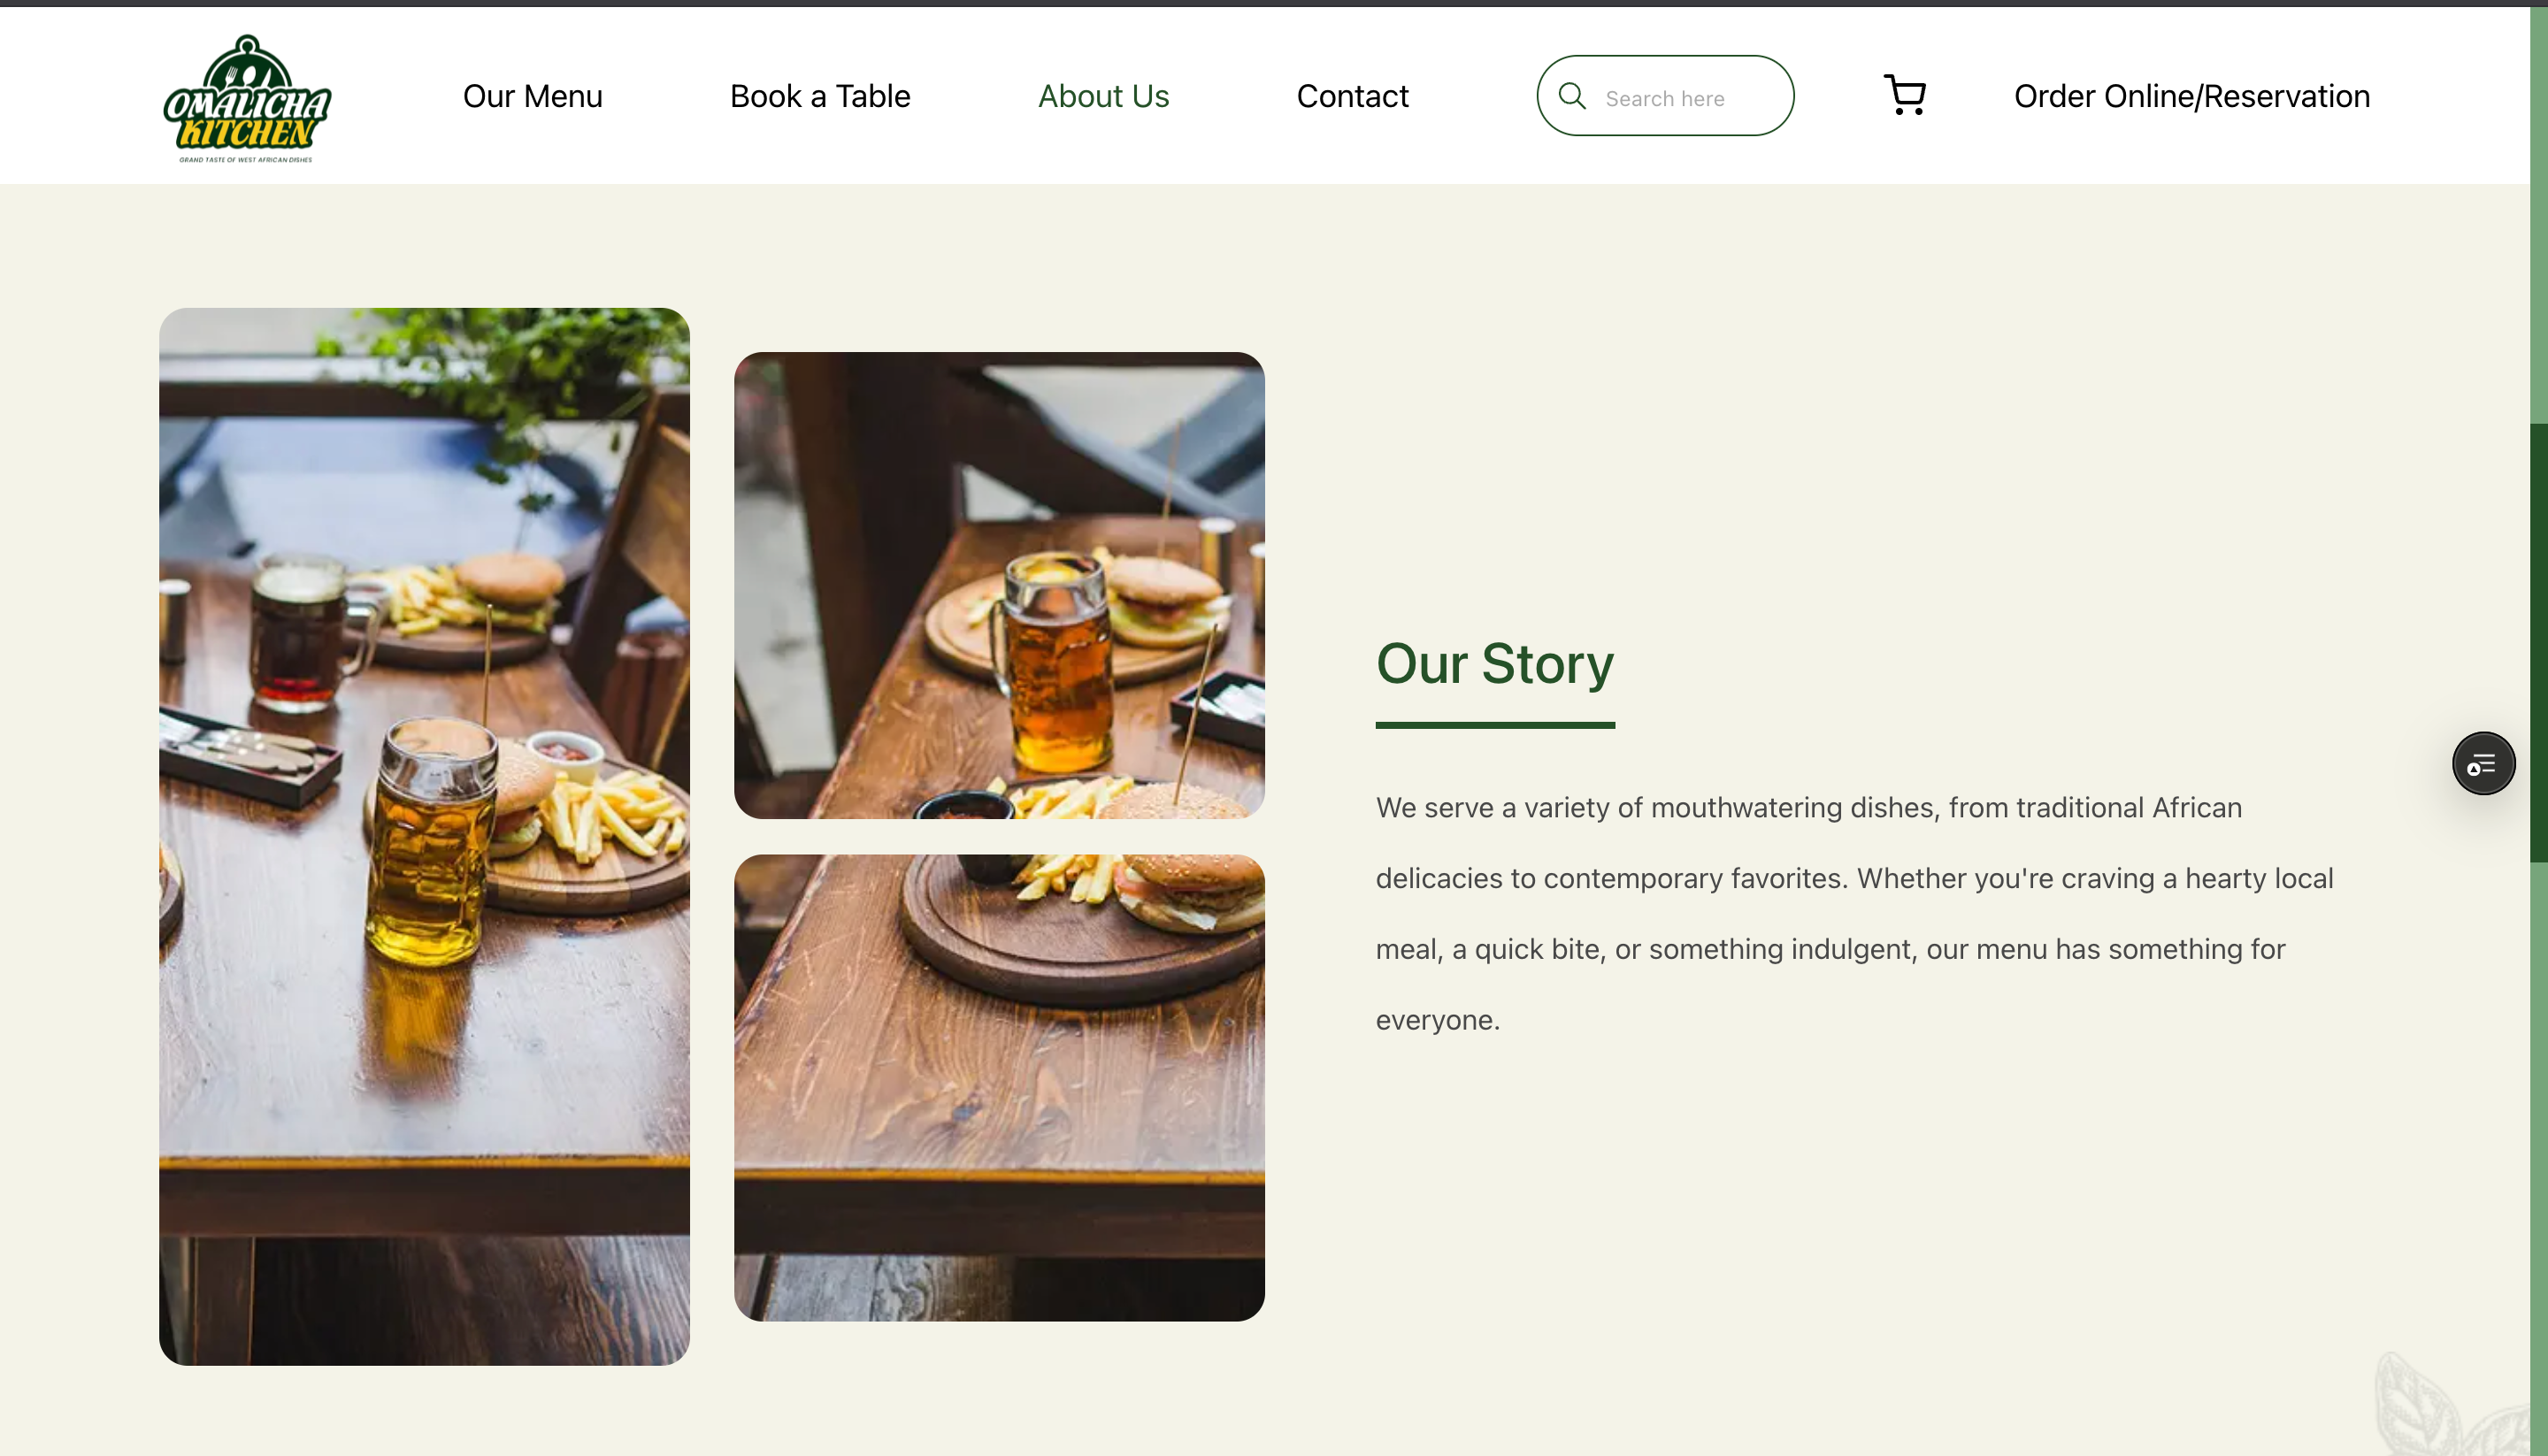 OMALICHA
KITCHEN
GRAND TASTE OF WEST AFRICAN DISHES
Our Menu
Book a Table
About Us
Contact
Search here
Order Online/Reservation
Our Story
We serve a variety of mouthwatering dishes, from traditional African
delicacies to contemporary favorites. Whether you're craving a hearty local
meal, a quick bite, or something indulgent, our menu has something for
everyone.